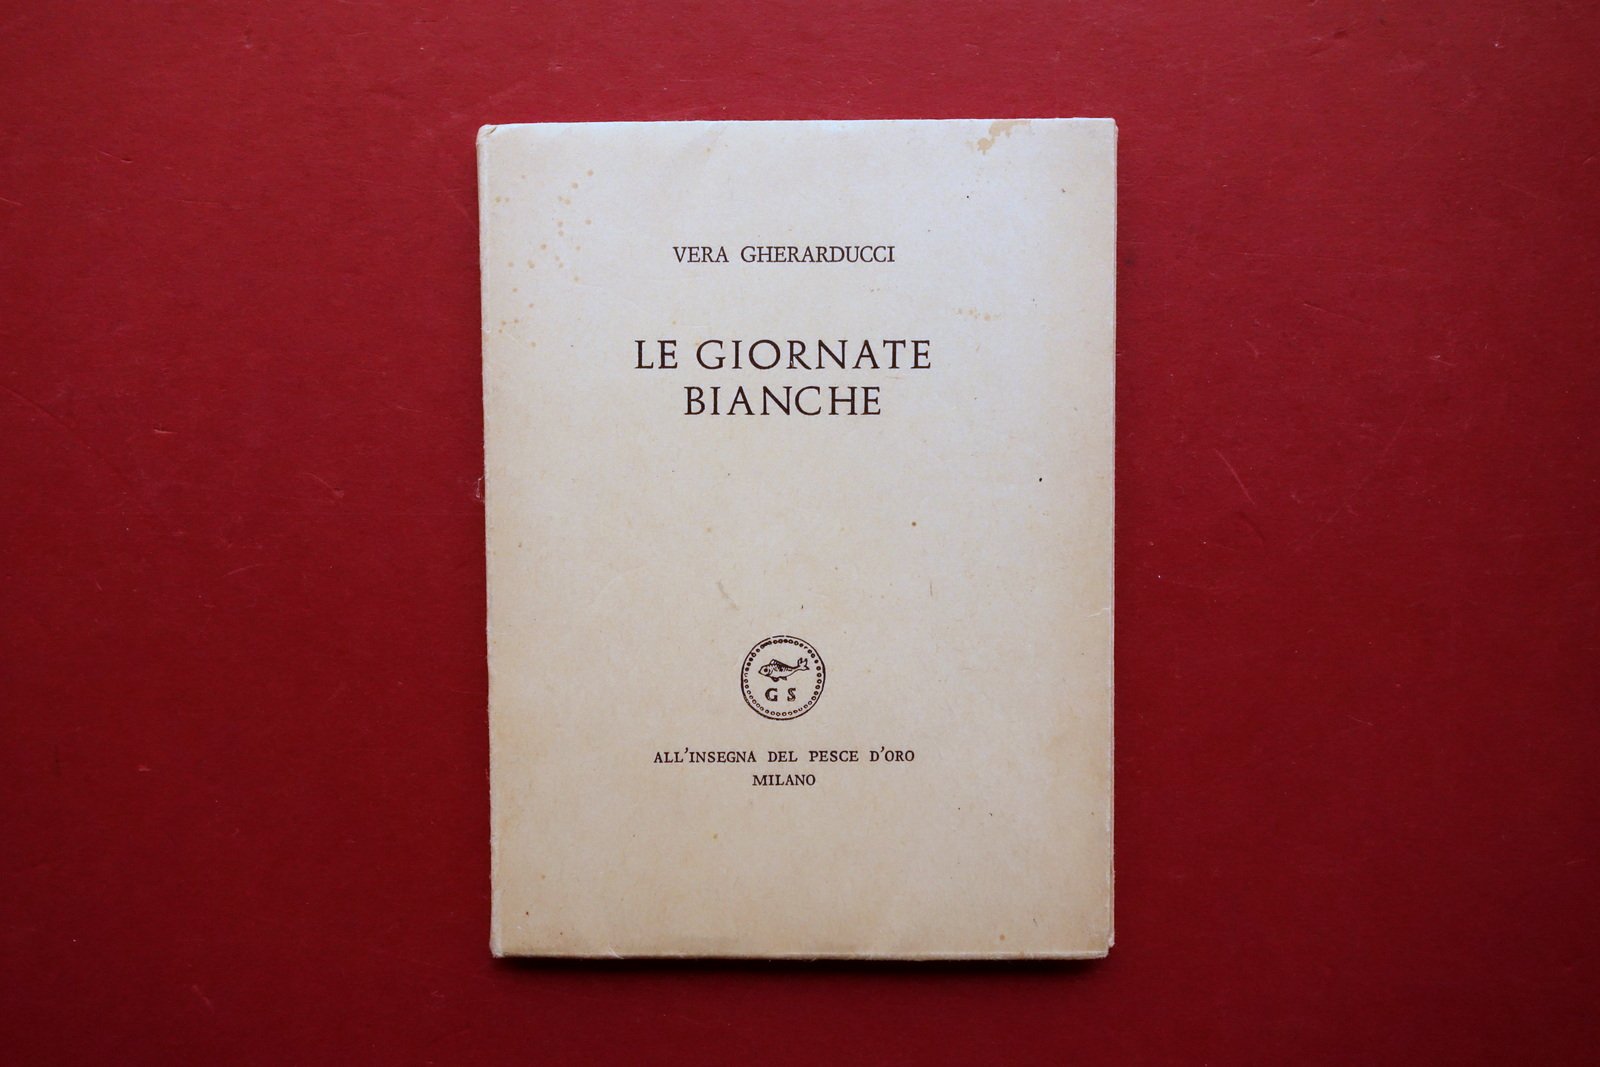 VERA GHERARDUCCI
LE GIORNATE
BIANCHE
G S
ALL'INSEGNA DEL PESCE D'ORO
MILANO